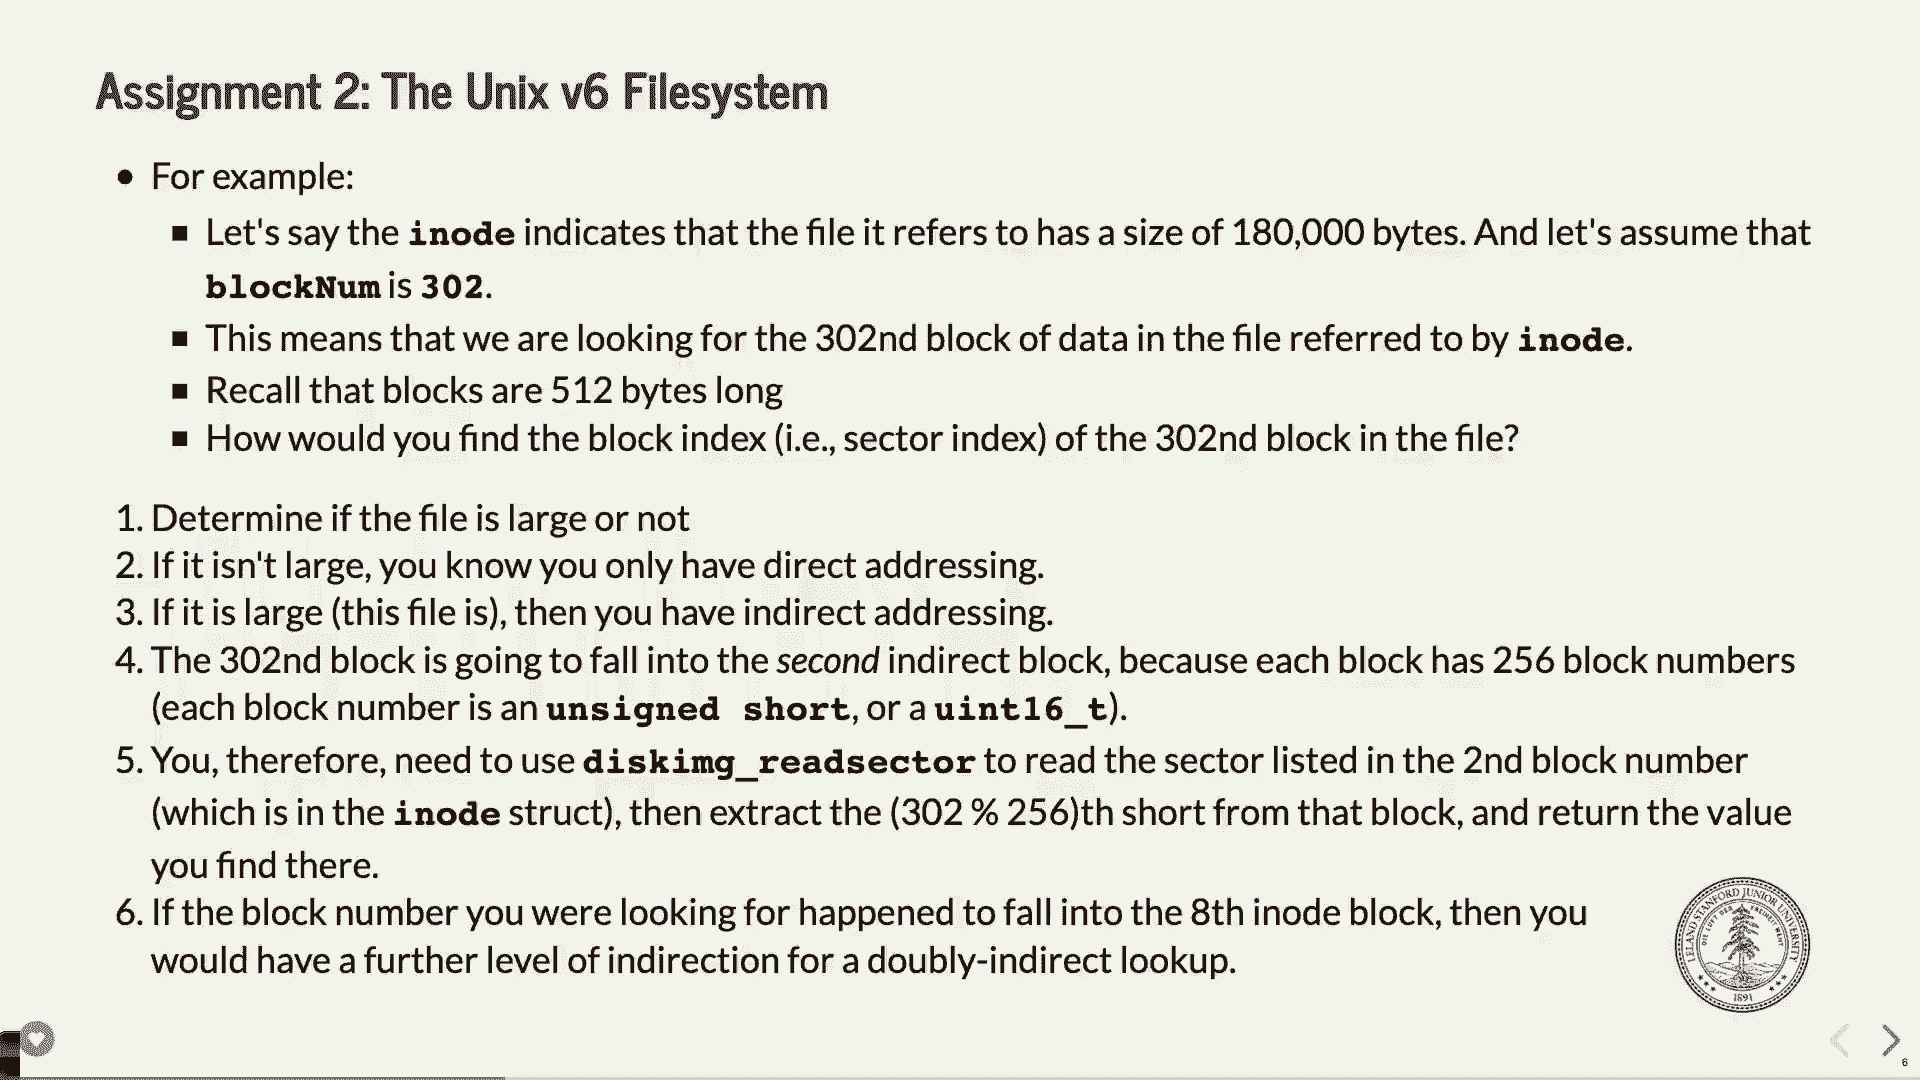 Assignment 2: The Unix v6 Filesystem
• For example:
▪ Let's say the inode indicates that the file it refers to has a size of 180,000 bytes. And let's assume that
blockNum is 302.
▪ This means that we are looking for the 302nd block of data in the file referred to by inode.
▪ Recall that blocks are 512 bytes long
▪ How would you find the block index (i.e., sector index) of the 302nd block in the file?
1. Determine if the file is large or not
2. If it isn't large, you know you only have direct addressing.
3. If it is large (this file is), then you have indirect addressing.
4. The 302nd block is going to fall into the second indirect block, because each block has 256 block numbers
(each block number is an unsigned short, or a uint16_t).
5. You, therefore, need to use diskimg_readsector to read the sector listed in the 2nd block number
(which is in the inode struct), then extract the (302 % 256)th short from that block, and return the value
you find there.
6. If the block number you were looking for happened to fall into the 8th inode block, then you
would have a further level of indirection for a doubly-indirect lookup.
LELAND STANFORD JUNIOR UNIVERSITY
DIE LUFT DER FREIHEIT WEHT
1891
6